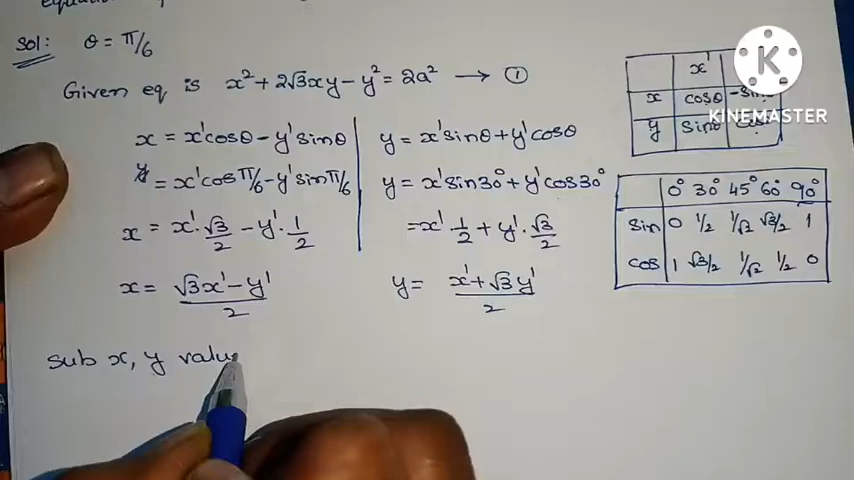 Sol: θ = π/6
Given eq is x² + 2√3xy − y² = 2a² → ①
x = x'cosθ − y'sinθ
y = x'cos π/6 − y'sin π/6
x = x'·√3/2 − y'·1/2
x = (√3x' − y')/2
y = x'sinθ + y'cosθ
y = x'sin30° + y'cos30°
= x' 1/2 + y'·√3/2
y = (x' + √3y')/2
x'
x cosθ −sin
y sinθ cos
KINEMASTER
0° 30° 45° 60° 90°
sin 0 1/2 1/√2 √3/2 1
cos 1 √3/2 1/√2 1/2 0
sub x, y valu